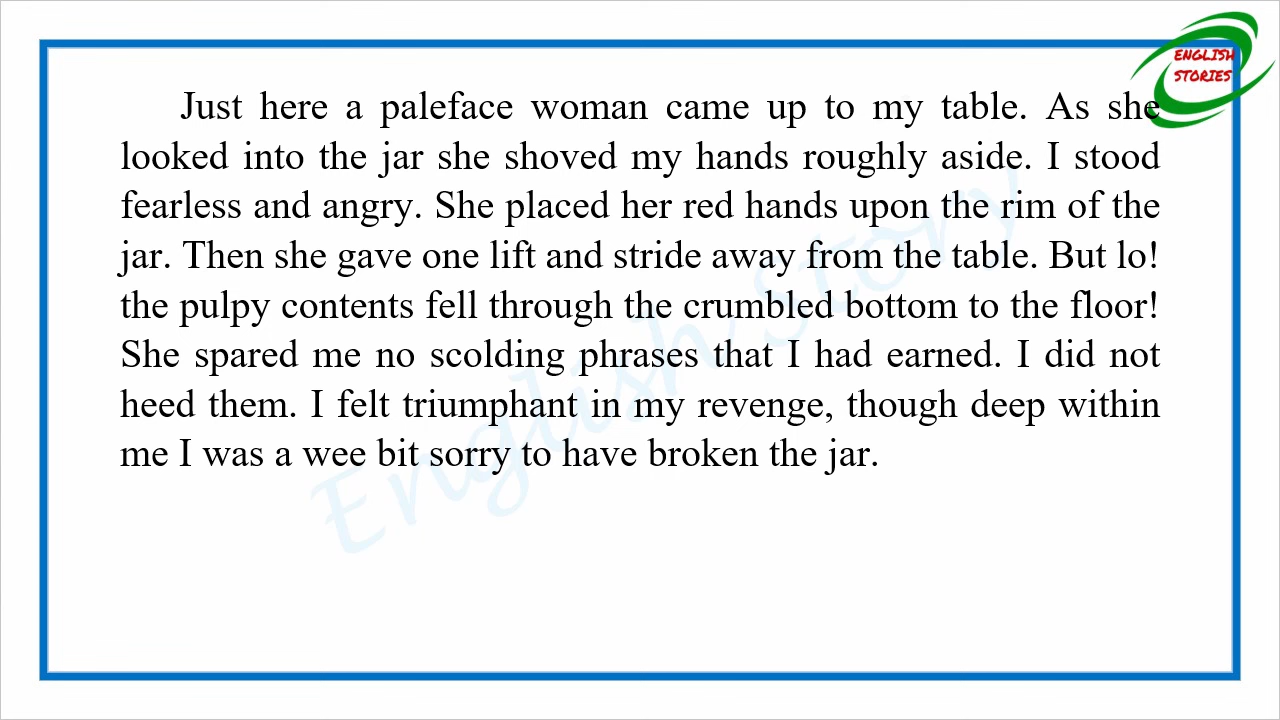 ENGLISH
STORIES
Just here a paleface woman came up to my table. As she
looked into the jar she shoved my hands roughly aside. I stood
fearless and angry. She placed her red hands upon the rim of the
jar. Then she gave one lift and stride away from the table. But lo!
the pulpy contents fell through the crumbled bottom to the floor!
She spared me no scolding phrases that I had earned. I did not
heed them. I felt triumphant in my revenge, though deep within
me I was a wee bit sorry to have broken the jar.
English Story